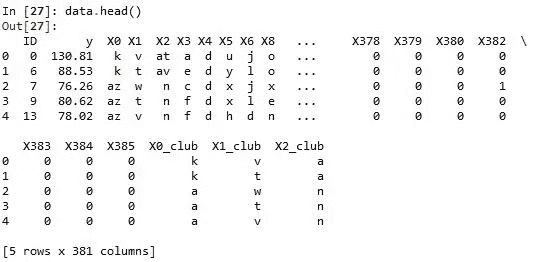 In [27]: data.head()
Out[27]:
ID y X0 X1 X2 X3 X4 X5 X6 X8 ... X378 X379 X380 X382 \
0 0 130.81 k v at a d u j o ... 0 0 0 0
1 6 88.53 k t av e d y l o ... 0 0 0 0
2 7 76.26 az w n c d x j x ... 0 0 0 1
3 9 80.62 az t n f d x l e ... 0 0 0 0
4 13 78.02 az v n f d h d n ... 0 0 0 0
X383 X384 X385 X0_club X1_club X2_club
0 0 0 0 k v a
1 0 0 0 k t a
2 0 0 0 a w n
3 0 0 0 a t n
4 0 0 0 a v n
[5 rows x 381 columns]